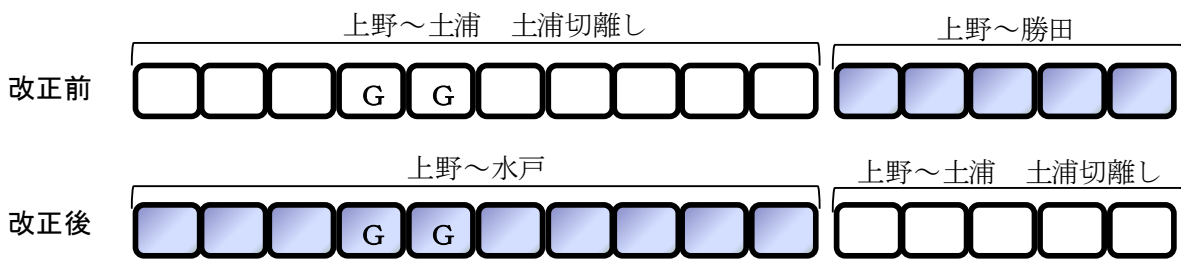 上野～土浦　土浦切離し
上野～勝田
改正前
G G
上野～水戸
上野～土浦　土浦切離し
改正後
G G